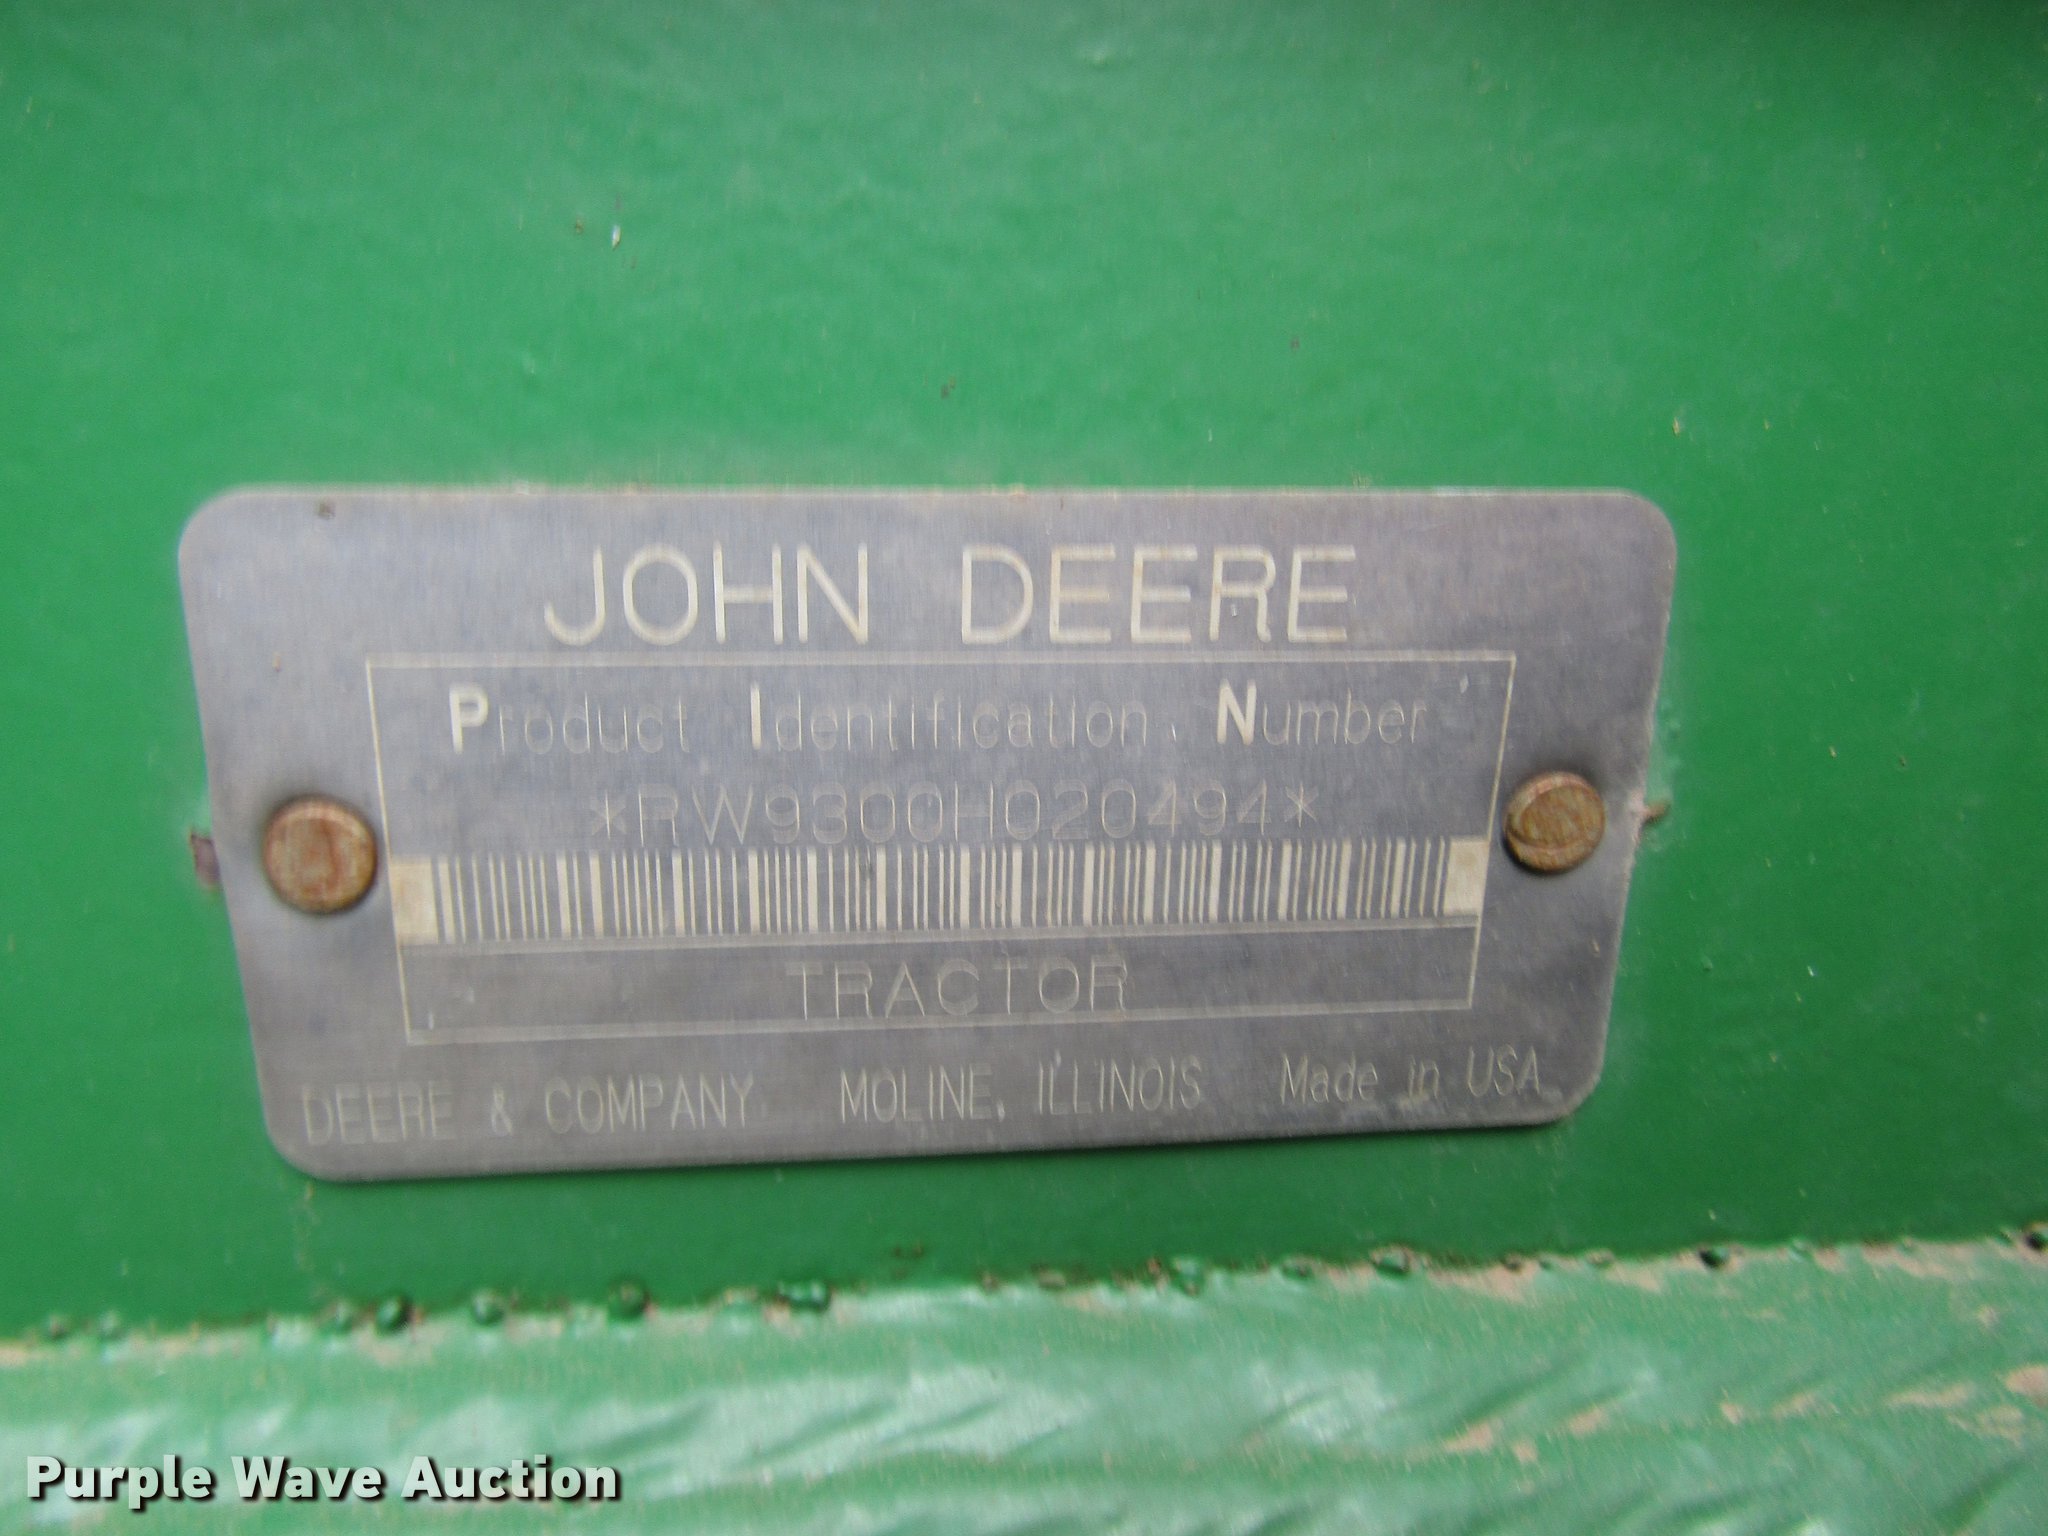 JOHN DEERE
Product Identification Number
*RW9300H020494*
TRACTOR
DEERE & COMPANY MOLINE, ILLINOIS Made in USA
Purple Wave Auction